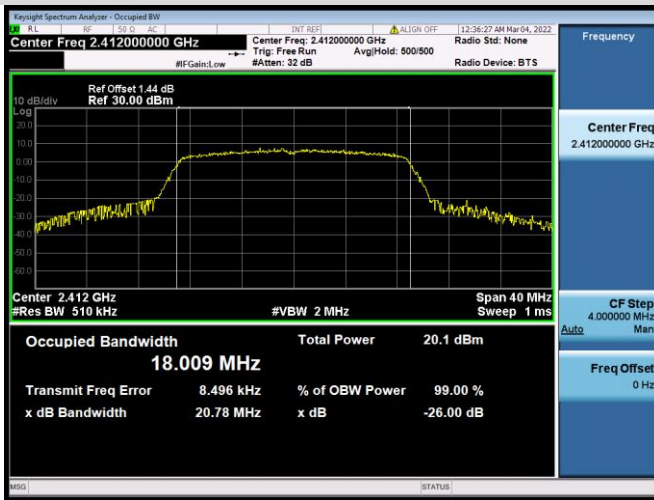 Keysight Spectrum Analyzer - Occupied BW
RL RF 50 Ω AC INT REF ALIGN OFF 12:36:27 AM Mar 04, 2022
Center Freq 2.412000000 GHz
Center Freq: 2.412000000 GHz Radio Std: None
Trig: Free Run Avg|Hold: 500/500
#IFGain:Low #Atten: 32 dB Radio Device: BTS
Ref Offset 1.44 dB
10 dB/div Ref 30.00 dBm
Log
20.0
10.0
0.00
-10.0
-20.0
-30.0
-40.0
-50.0
-60.0
Center 2.412 GHz Span 40 MHz
#Res BW 510 kHz #VBW 2 MHz Sweep 1 ms
Occupied Bandwidth Total Power 20.1 dBm
18.009 MHz
Transmit Freq Error 8.496 kHz % of OBW Power 99.00 %
x dB Bandwidth 20.78 MHz x dB -26.00 dB
MSG STATUS
Frequency
Center Freq
2.412000000 GHz
CF Step
4.000000 MHz
Auto Man
Freq Offset
0 Hz